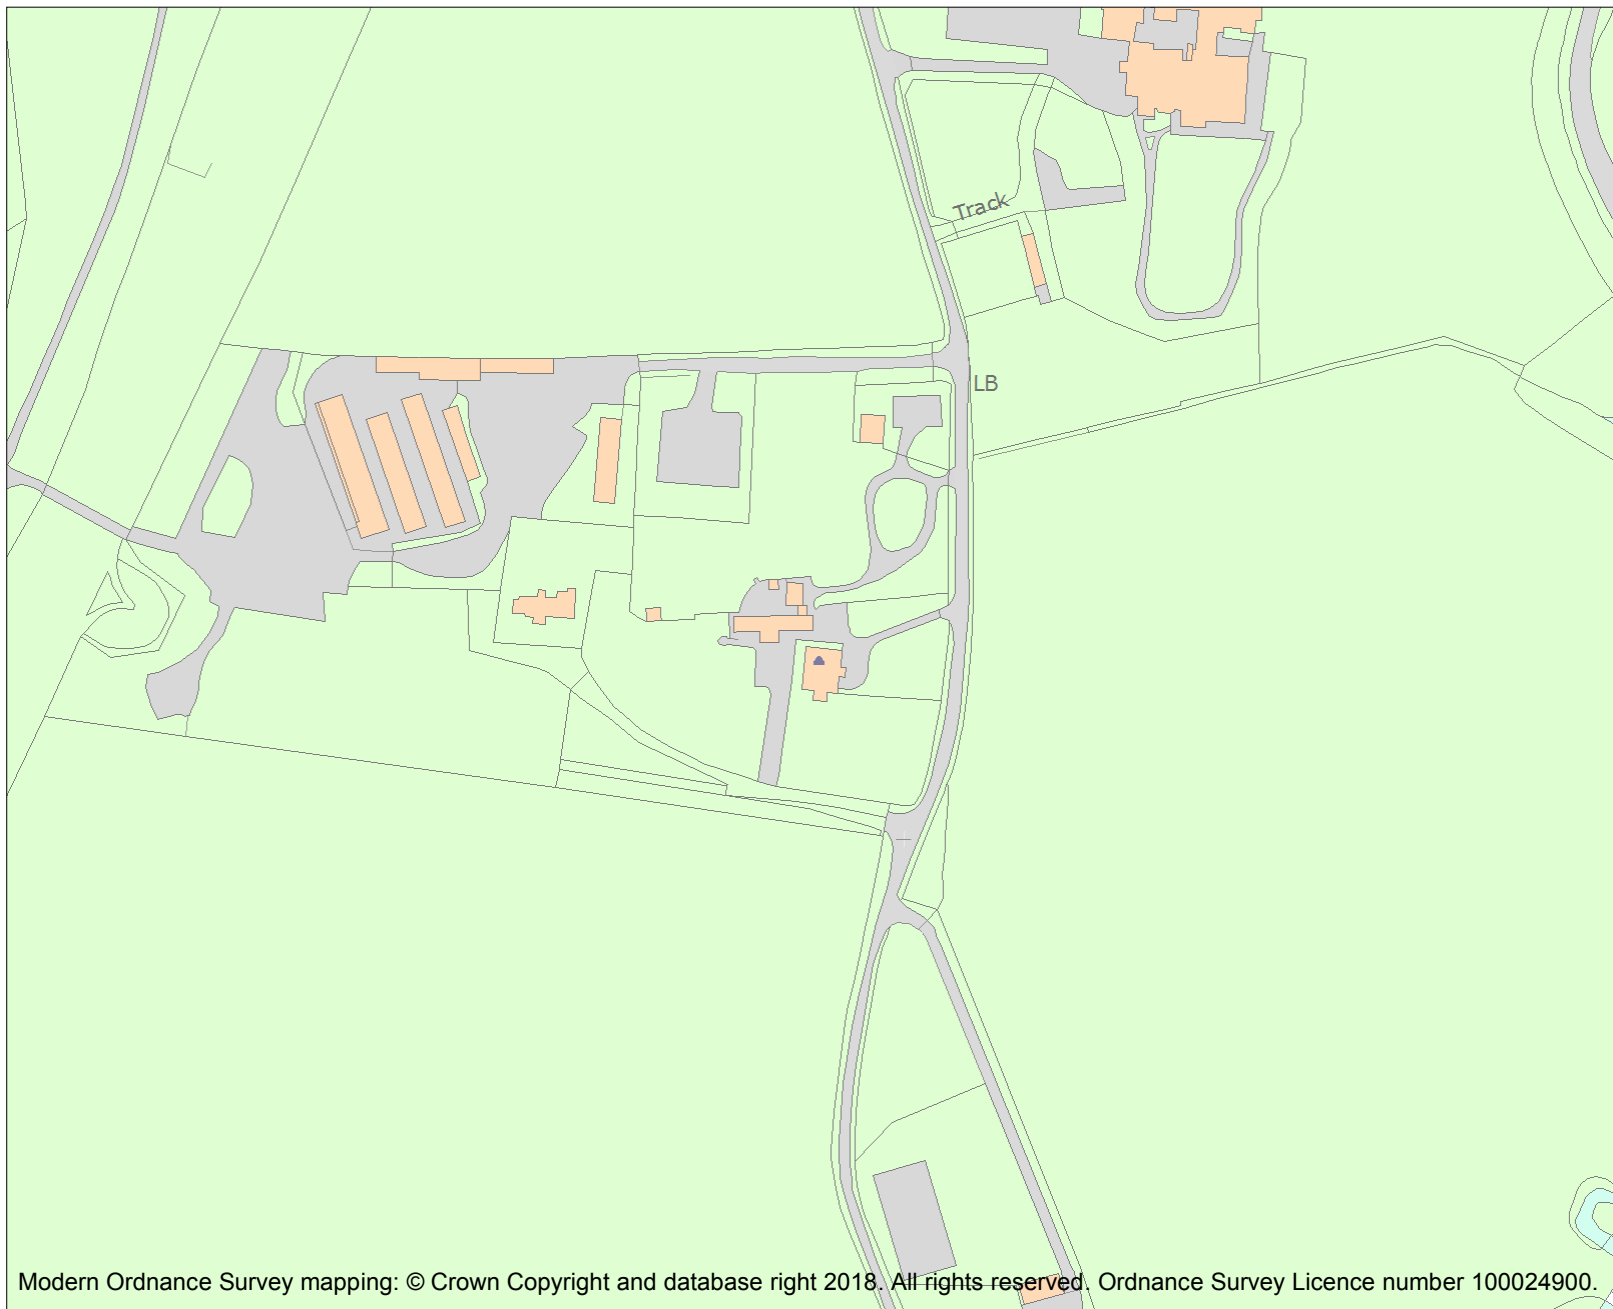 Track
LB
Modern Ordnance Survey mapping: © Crown Copyright and database right 2018. All rights reserved. Ordnance Survey Licence number 100024900.